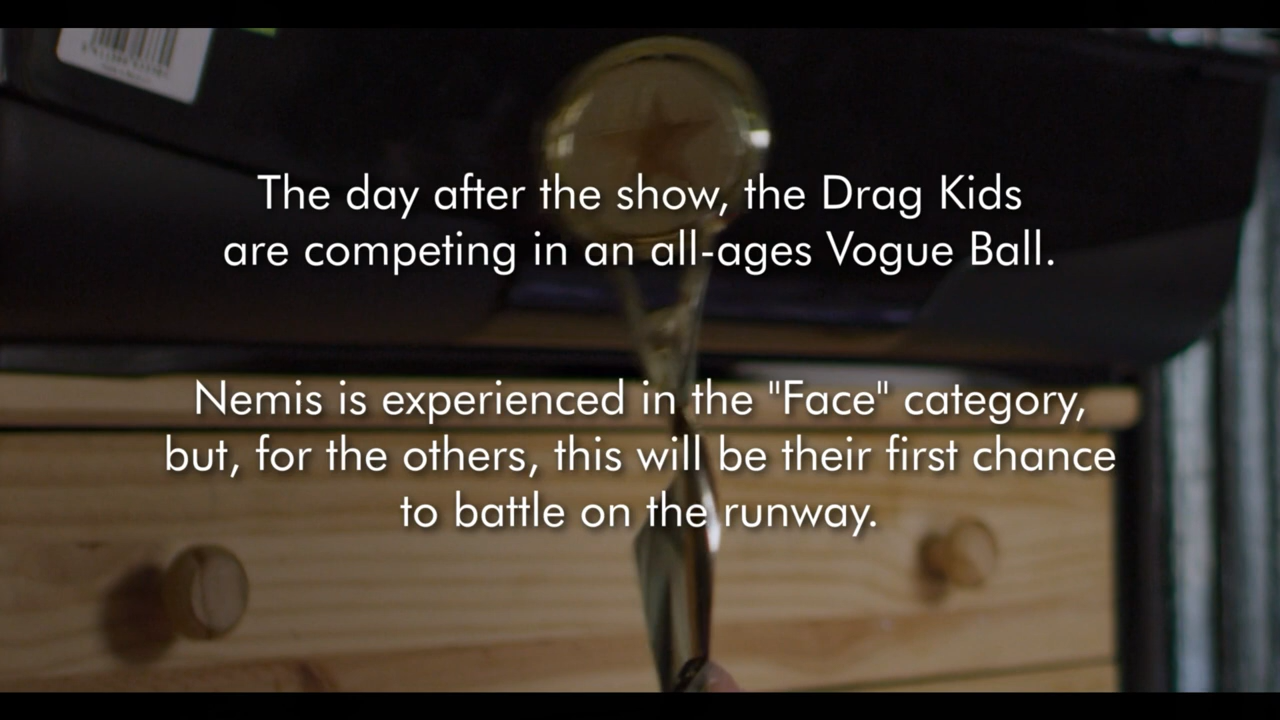 The day after the show, the Drag Kids
are competing in an all-ages Vogue Ball.
Nemis is experienced in the "Face" category,
but, for the others, this will be their first chance
to battle on the runway.